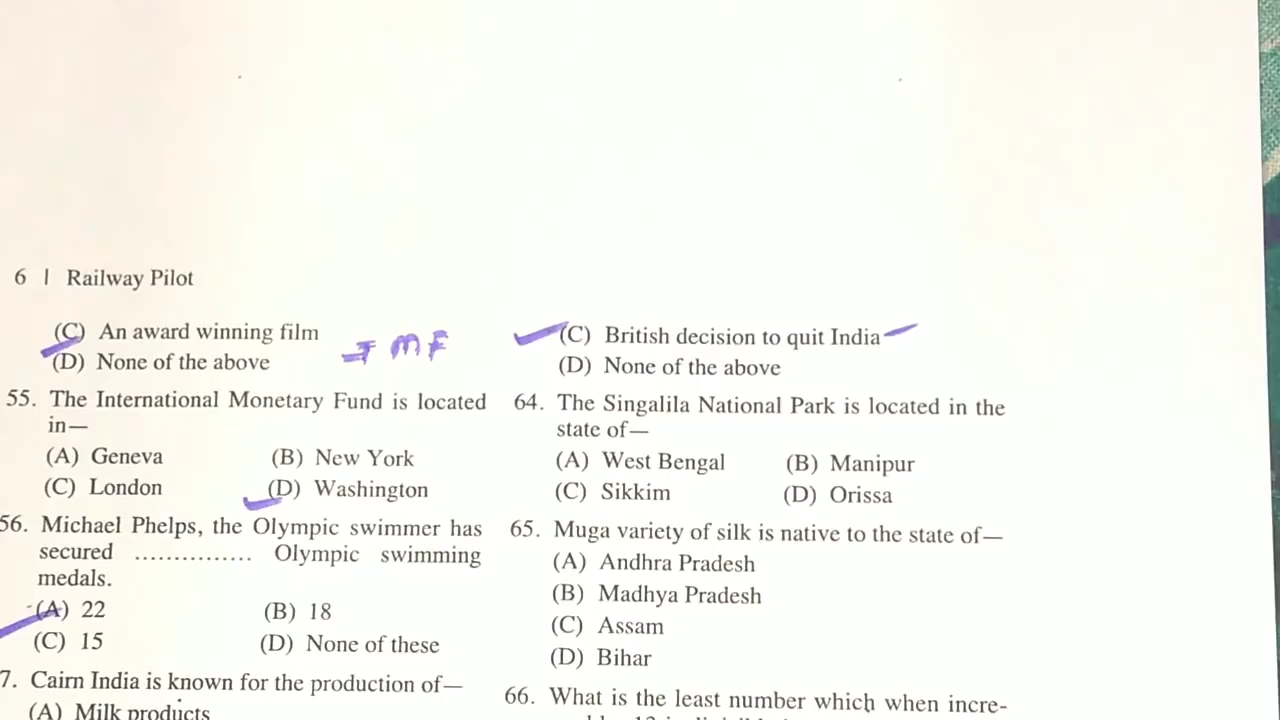 6 | Railway Pilot
(C) An award winning film
(D) None of the above
IMF
55. The International Monetary Fund is located
in—
(A) Geneva (B) New York
(C) London (D) Washington
56. Michael Phelps, the Olympic swimmer has
secured ............... Olympic swimming
medals.
(A) 22 (B) 18
(C) 15 (D) None of these
7. Cairn India is known for the production of—
(A) Milk products
(C) British decision to quit India
(D) None of the above
64. The Singalila National Park is located in the
state of—
(A) West Bengal (B) Manipur
(C) Sikkim (D) Orissa
65. Muga variety of silk is native to the state of—
(A) Andhra Pradesh
(B) Madhya Pradesh
(C) Assam
(D) Bihar
66. What is the least number which when incre-